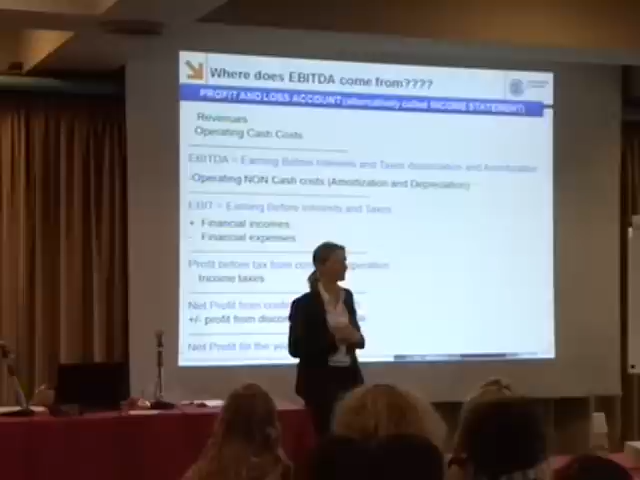 Where does EBITDA come from????
PROFIT AND LOSS ACCOUNT (alternatively called INCOME STATEMENT)
Revenues
Operating Cash Costs
EBITDA = Earning Before Interests and Taxes Depreciation and Amortization
-Operating NON Cash costs (Amortization and Depreciation)
EBIT = Earning Before Interests and Taxes
+ Financial incomes
- Financial expenses
Profit before tax from
Income taxes
Net Profit from
+/- profit from
Net Profit for the